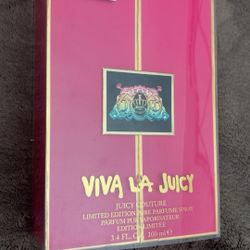 VIVA LA JUICY
JUICY COUTURE
LIMITED EDITION PURE PARFUME SPRAY
PARFUM PUR VAPORISATEUR
EDITION LIMITÉE
3.4 FL. OZ. 100 ml ℮